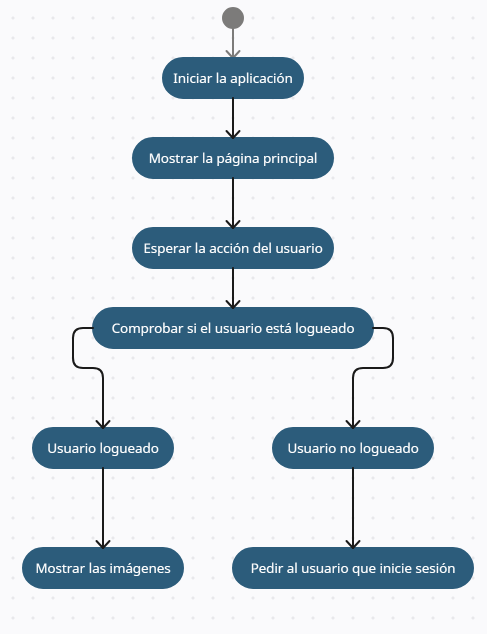 Iniciar la aplicación
Mostrar la página principal
Esperar la acción del usuario
Comprobar si el usuario está logueado
Usuario logueado
Usuario no logueado
Mostrar las imágenes
Pedir al usuario que inicie sesión